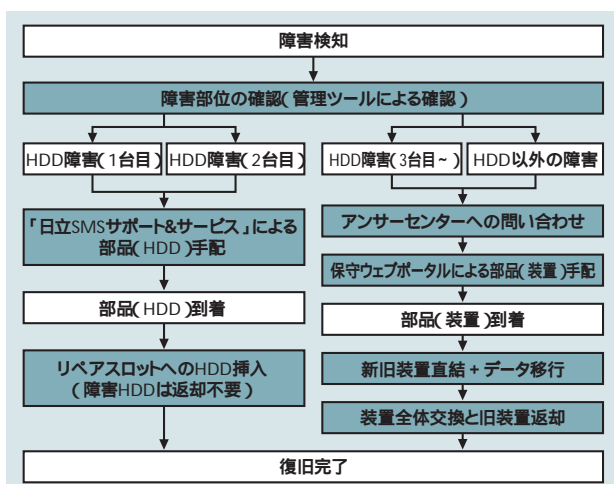 障害検知
障害部位の確認(管理ツールによる確認)
HDD障害(1台目)
HDD障害(2台目)
HDD障害(3台目~)
HDD以外の障害
「日立SMSサポート&サービス」による
部品(HDD)手配
部品(HDD)到着
リペアスロットへのHDD挿入
(障害HDDは返却不要)
アンサーセンターへの問い合わせ
保守ウェブポータルによる部品(装置)手配
部品(装置)到着
新旧装置直結+データ移行
装置全体交換と旧装置返却
復旧完了